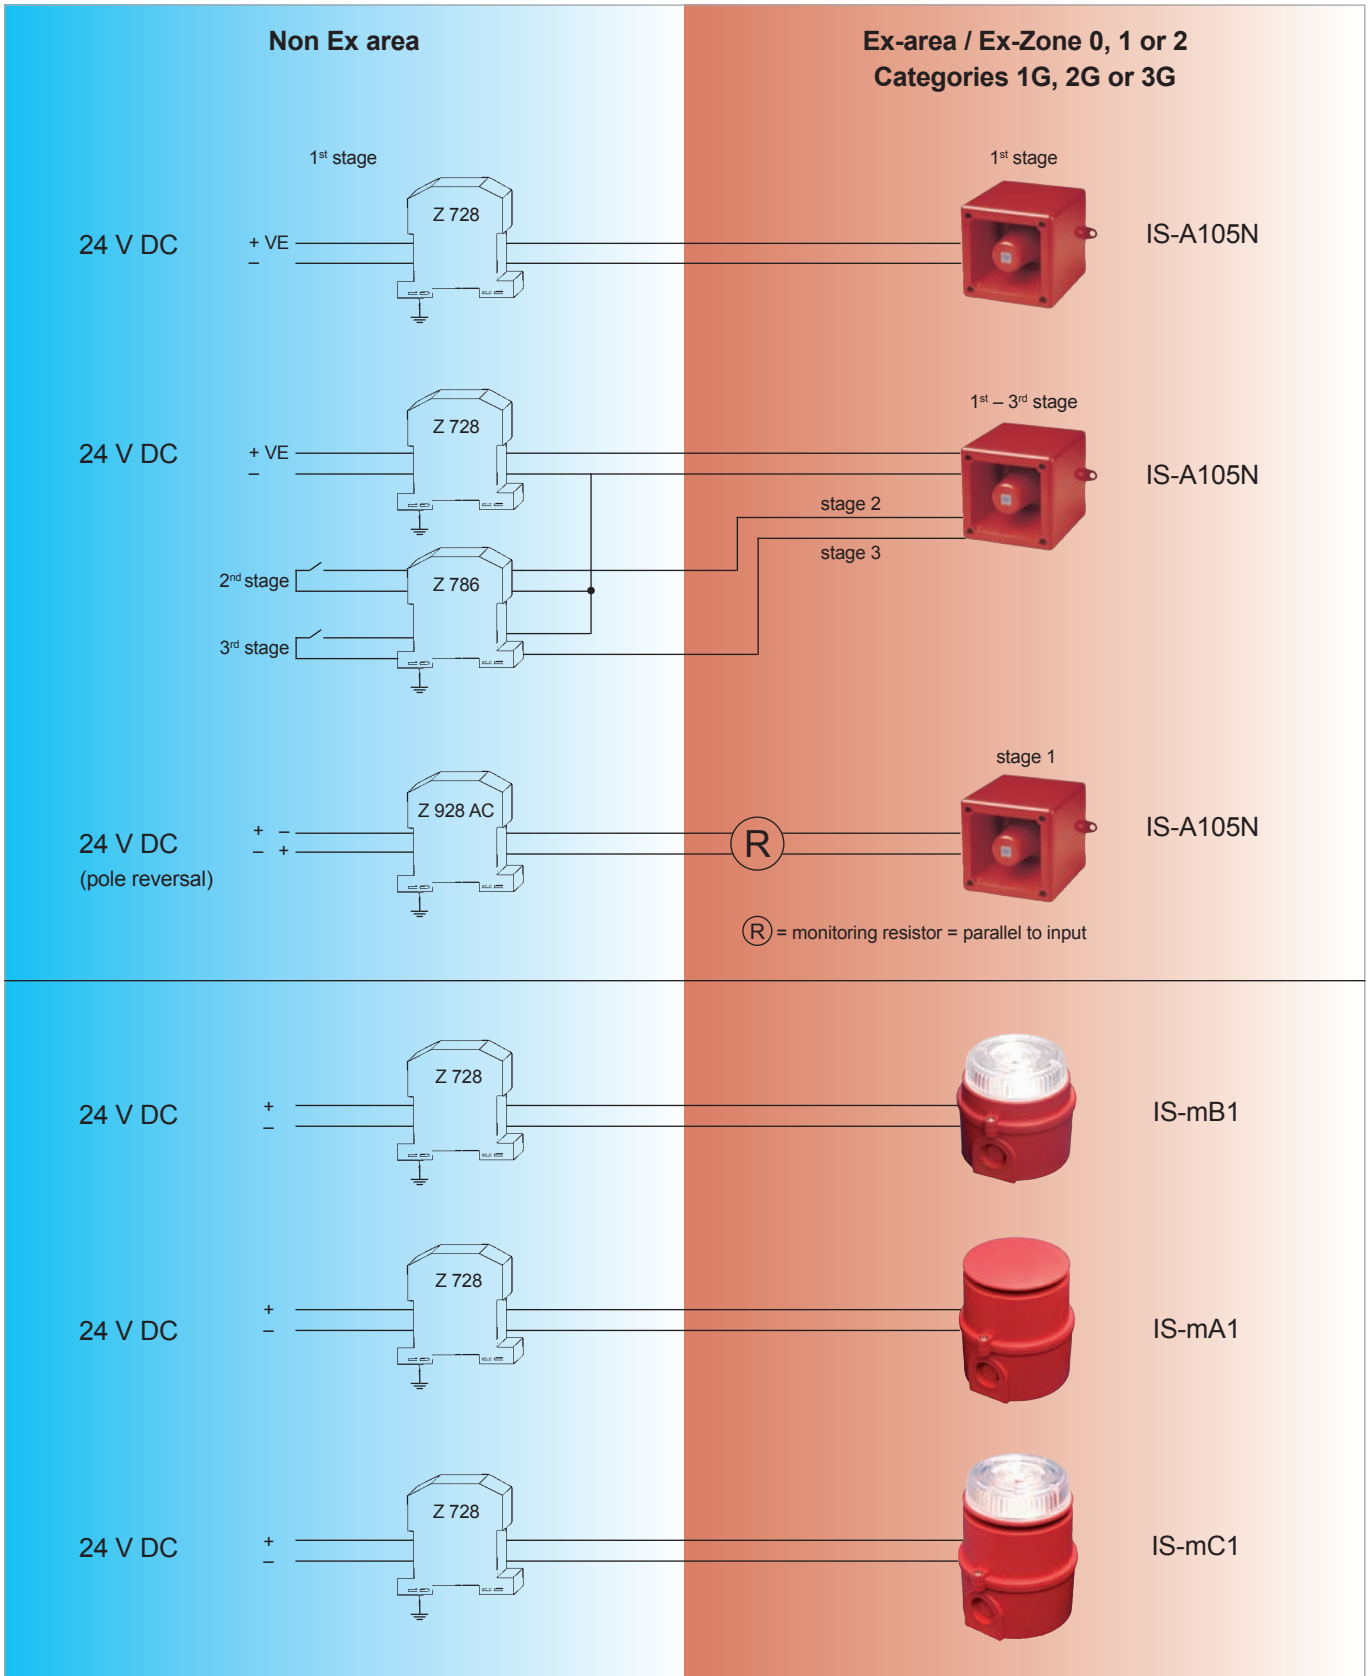 Non Ex area
Ex-area / Ex-Zone 0, 1 or 2
Categories 1G, 2G or 3G
1st stage
1st stage
Z 728
24 V DC
+ VE
–
IS-A105N
1st – 3rd stage
Z 728
24 V DC
+ VE
–
IS-A105N
stage 2
stage 3
2nd stage
Z 786
3rd stage
stage 1
Z 928 AC
+ –
– +
24 V DC
(pole reversal)
R
IS-A105N
R = monitoring resistor = parallel to input
Z 728
24 V DC
+
–
IS-mB1
Z 728
24 V DC
+
–
IS-mA1
Z 728
24 V DC
+
–
IS-mC1